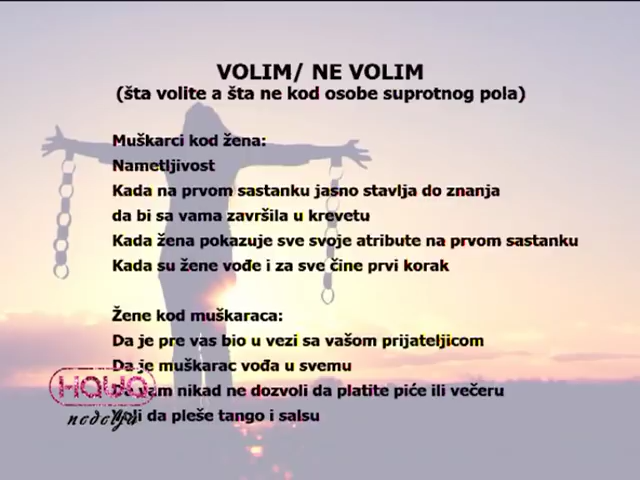 VOLIM/ NE VOLIM
(šta volite a šta ne kod osobe suprotnog pola)
Muškarci kod žena:
Nametljivost
Kada na prvom sastanku jasno stavlja do znanja
da bi sa vama završila u krevetu
Kada žena pokazuje sve svoje atribute na prvom sastanku
Kada su žene vođe i za sve čine prvi korak
Žene kod muškaraca:
Da je pre vas bio u vezi sa vašom prijateljicom
Da je muškarac vođa u svemu
Da vam nikad ne dozvoli da platite piće ili večeru
da pleše tango i salsu
наша
nedelja